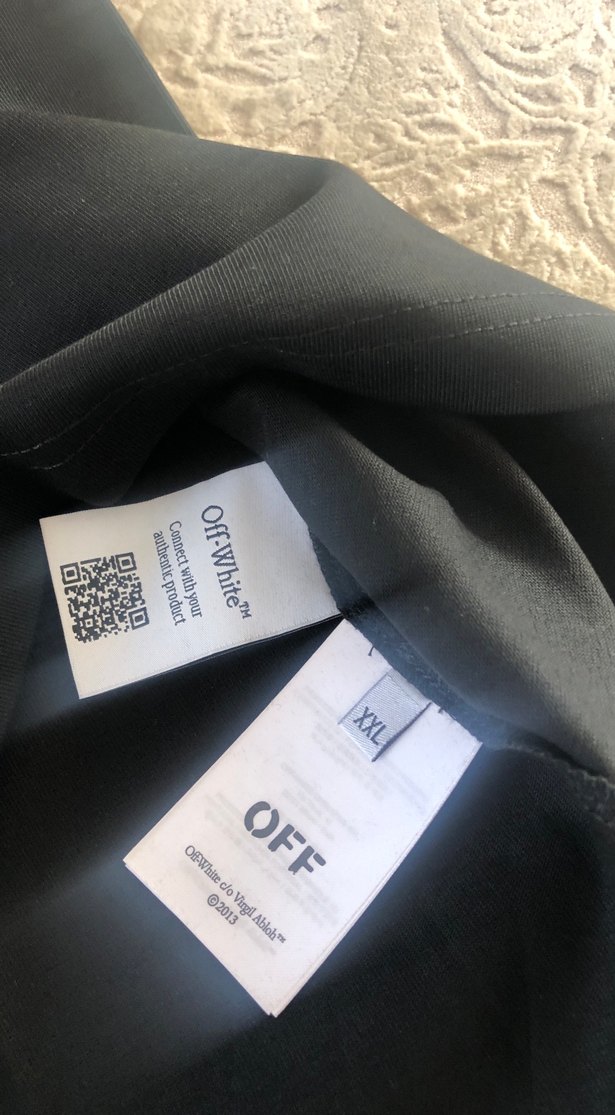 Off-White™
Connect with your
authentic product
XXL
OFF
Off-White c/o Virgil Abloh™
©2013